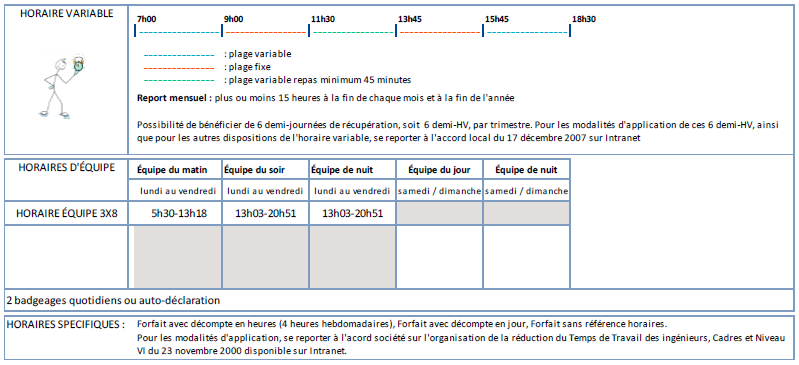 HORAIRE VARIABLE
7h00 9h00 11h30 13h45 15h45 18h30
: plage variable
: plage fixe
: plage variable repas minimum 45 minutes
Report mensuel : plus ou moins 15 heures à la fin de chaque mois et à la fin de l'année
Possibilité de bénéficier de 6 demi-journées de récupération, soit 6 demi-HV, par trimestre. Pour les modalités d'application de ces 6 demi-HV, ainsi
que pour les autres dispositions de l'horaire variable, se reporter à l'accord local du 17 décembre 2007 sur Intranet
HORAIRES D'ÉQUIPE Équipe du matin Équipe du soir Équipe de nuit Équipe du jour Équipe de nuit
lundi au vendredi lundi au vendredi lundi au vendredi samedi / dimanche samedi / dimanche
HORAIRE ÉQUIPE 3X8 5h30-13h18 13h03-20h51 13h03-20h51
2 badgeages quotidiens ou auto-déclaration
HORAIRES SPECIFIQUES : Forfait avec décompte en heures (4 heures hebdomadaires), Forfait avec décompte en jour, Forfait sans référence horaires.
Pour les modalités d'application, se reporter à l'acord société sur l'organisation de la réduction du Temps de Travail des ingénieurs, Cadres et Niveau
VI du 23 novembre 2000 disponible sur Intranet.